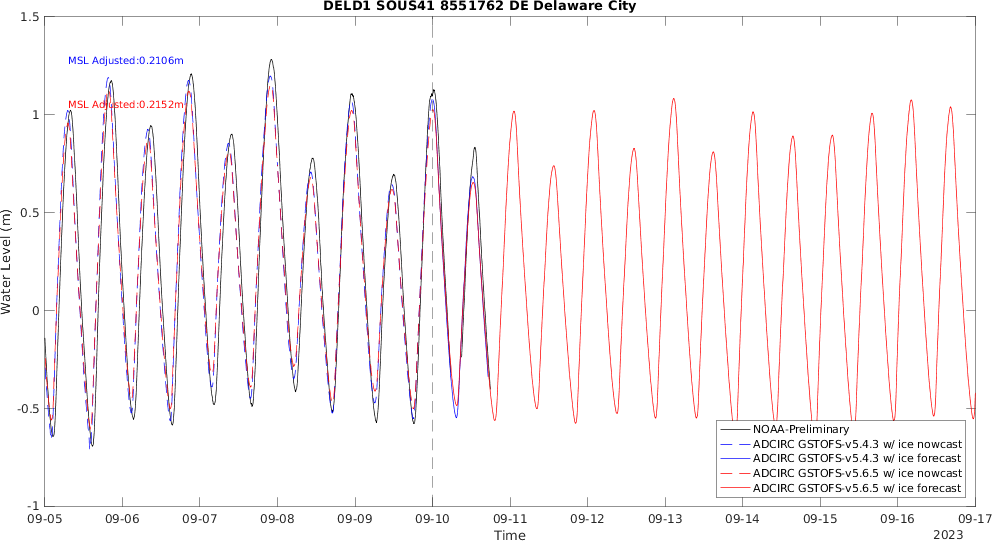 DELD1 SOUS41 8551762 DE Delaware City
1.5
MSL Adjusted:0.2106m
MSL Adjusted:0.2152m
1
0.5
0
-0.5
-1
Water Level (m)
NOAA-Preliminary
ADCIRC GSTOFS-v5.4.3 w/ ice nowcast
ADCIRC GSTOFS-v5.4.3 w/ ice forecast
ADCIRC GSTOFS-v5.6.5 w/ ice nowcast
ADCIRC GSTOFS-v5.6.5 w/ ice forecast
09-05 09-06 09-07 09-08 09-09 09-10 09-11 09-12 09-13 09-14 09-15 09-16 09-17
Time
2023